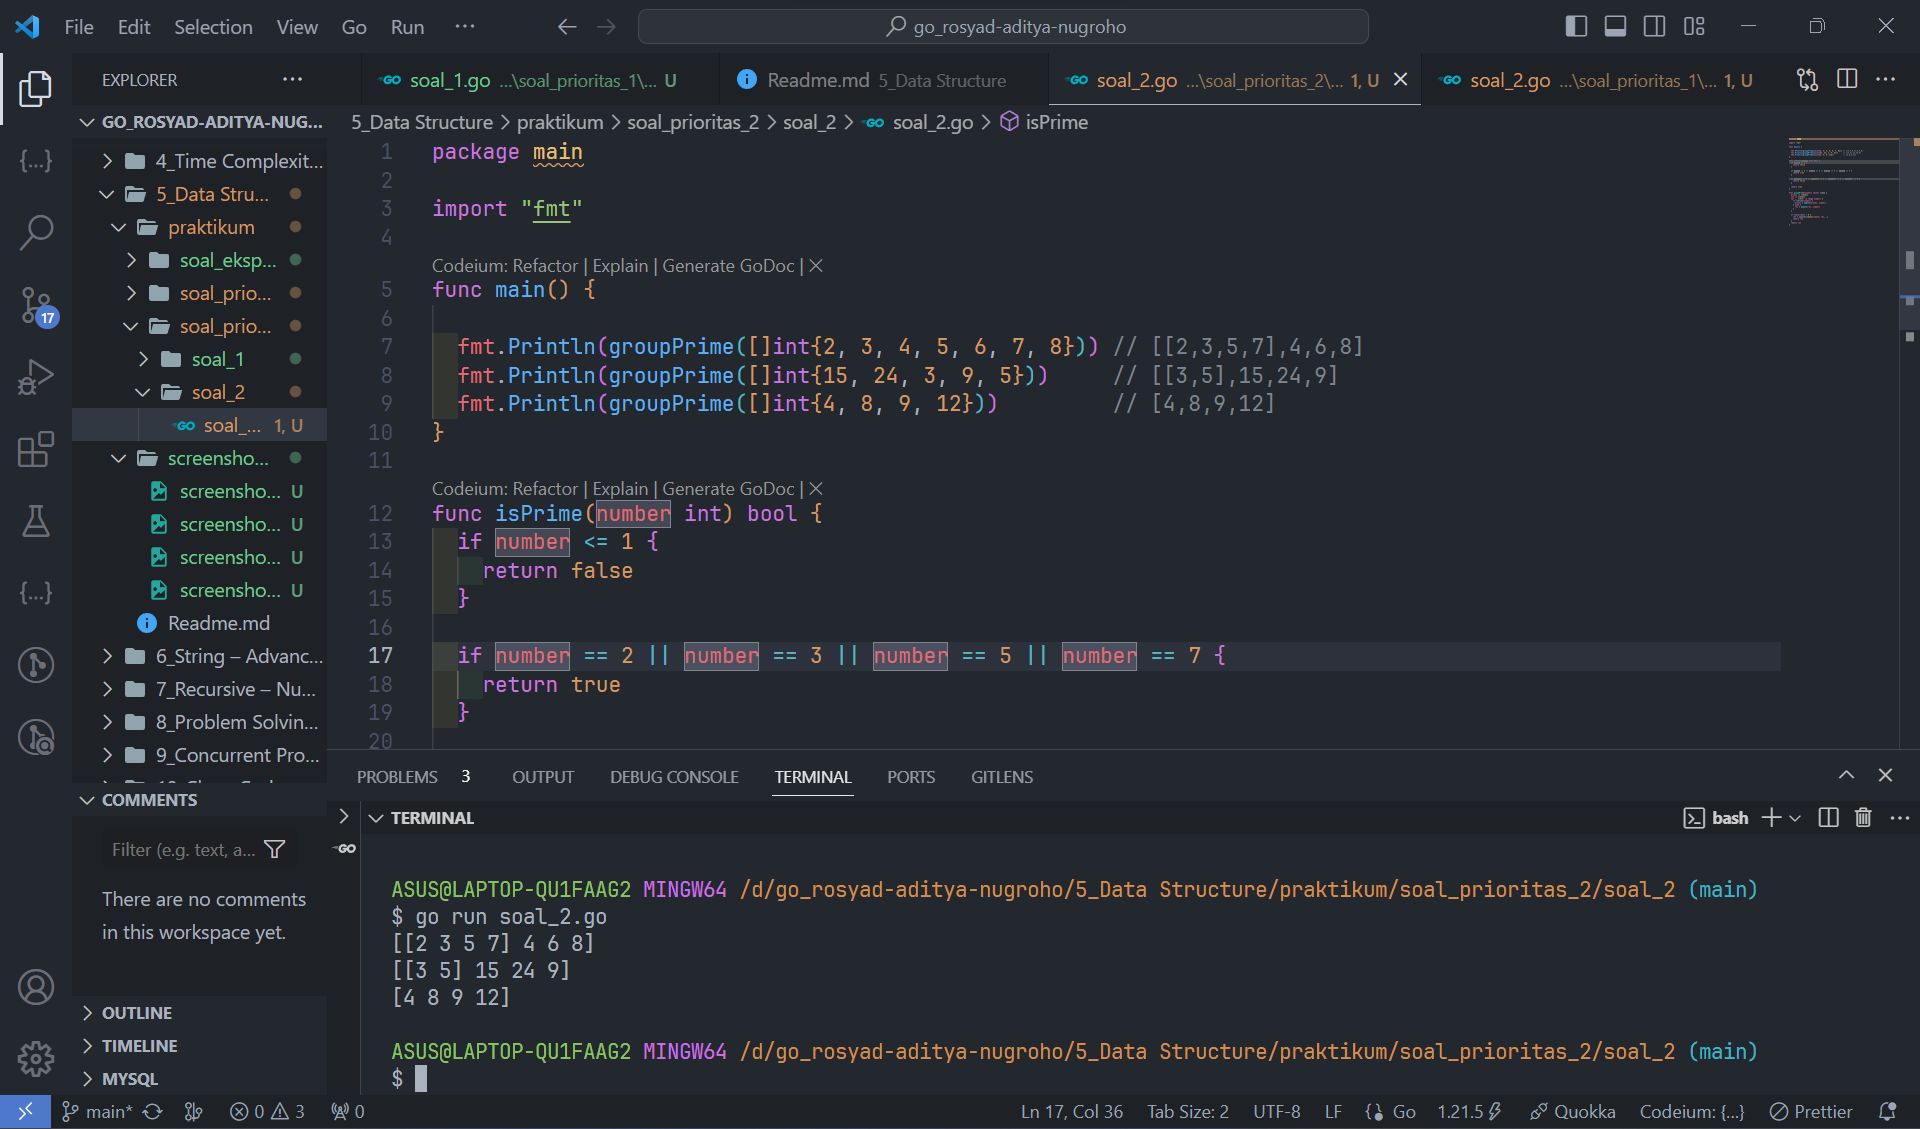 File Edit Selection View Go Run ···
go_rosyad-aditya-nugroho
EXPLORER ···
soal_1.go ...\soal_prioritas_1\... U
Readme.md 5_Data Structure
soal_2.go ...\soal_prioritas_2\... 1, U
soal_2.go ...\soal_prioritas_1\... 1, U
5_Data Structure > praktikum > soal_prioritas_2 > soal_2 > soal_2.go > isPrime
GO_ROSYAD-ADITYA-NUG...
4_Time Complexit...
5_Data Stru...
praktikum
soal_eksp...
soal_prio...
soal_prio...
soal_1
soal_2
soal_... 1, U
screensho...
screensho... U
screensho... U
screensho... U
screensho... U
Readme.md
6_String – Advanc...
7_Recursive – Nu...
8_Problem Solvin...
9_Concurrent Pro...
17
1 package main
2
3 import "fmt"
4
Codeium: Refactor | Explain | Generate GoDoc | ×
5 func main() {
6
7 fmt.Println(groupPrime([]int{2, 3, 4, 5, 6, 7, 8})) // [[2,3,5,7],4,6,8]
8 fmt.Println(groupPrime([]int{15, 24, 3, 9, 5})) // [[3,5],15,24,9]
9 fmt.Println(groupPrime([]int{4, 8, 9, 12})) // [4,8,9,12]
10 }
11
Codeium: Refactor | Explain | Generate GoDoc | ×
12 func isPrime(number int) bool {
13 if number <= 1 {
14 return false
15 }
16
17 if number == 2 || number == 3 || number == 5 || number == 7 {
18 return true
19 }
20
COMMENTS
Filter (e.g. text, a...
There are no comments
in this workspace yet.
OUTLINE
TIMELINE
MYSQL
PROBLEMS 3 OUTPUT DEBUG CONSOLE TERMINAL PORTS GITLENS
TERMINAL
bash
ASUS@LAPTOP-QU1FAAG2 MINGW64 /d/go_rosyad-aditya-nugroho/5_Data Structure/praktikum/soal_prioritas_2/soal_2 (main)
$ go run soal_2.go
[[2 3 5 7] 4 6 8]
[[3 5] 15 24 9]
[4 8 9 12]
ASUS@LAPTOP-QU1FAAG2 MINGW64 /d/go_rosyad-aditya-nugroho/5_Data Structure/praktikum/soal_prioritas_2/soal_2 (main)
$
main* 0 3 0 Ln 17, Col 36 Tab Size: 2 UTF-8 LF Go 1.21.5 Quokka Codeium: {...} Prettier